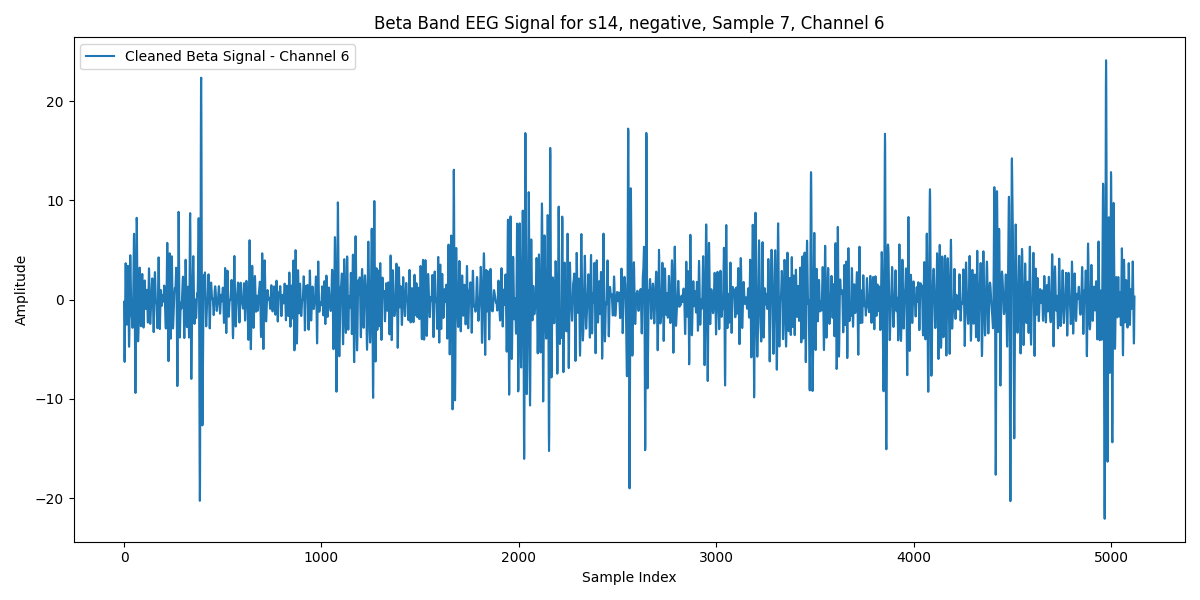 Beta Band EEG Signal for s14, negative, Sample 7, Channel 6
Cleaned Beta Signal - Channel 6
Amplitude
20
10
0
−10
−20
0 1000 2000 3000 4000 5000
Sample Index